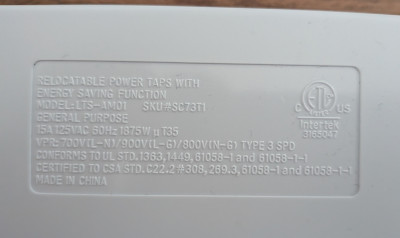 RELOCATABLE POWER TAPS WITH
ENERGY SAVING FUNCTION
MODEL: LTS-AM01 SKU#SC73T1
GENERAL PURPOSE
15A 125VAC 60Hz 1875W μ T35
VPR: 700V(L-N)/900V(L-G)/800V(N-G) TYPE 3 SPD
CONFORMS TO UL STD. 1363,1449, 61058-1 and 61058-1-1
CERTIFIED TO CSA STD. C22.2 #308, 269.3, 61058-1 and 61058-1-1
MADE IN CHINA
C ETL US
Intertek
3165047